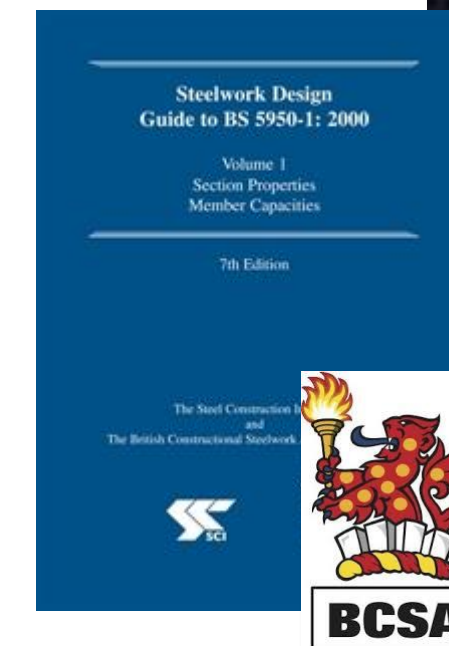 Steelwork Design
Guide to BS 5950-1: 2000
Volume 1
Section Properties
Member Capacities
7th Edition
The Steel Construction
and
The British Constructional Steelwork
SCI
BCSA